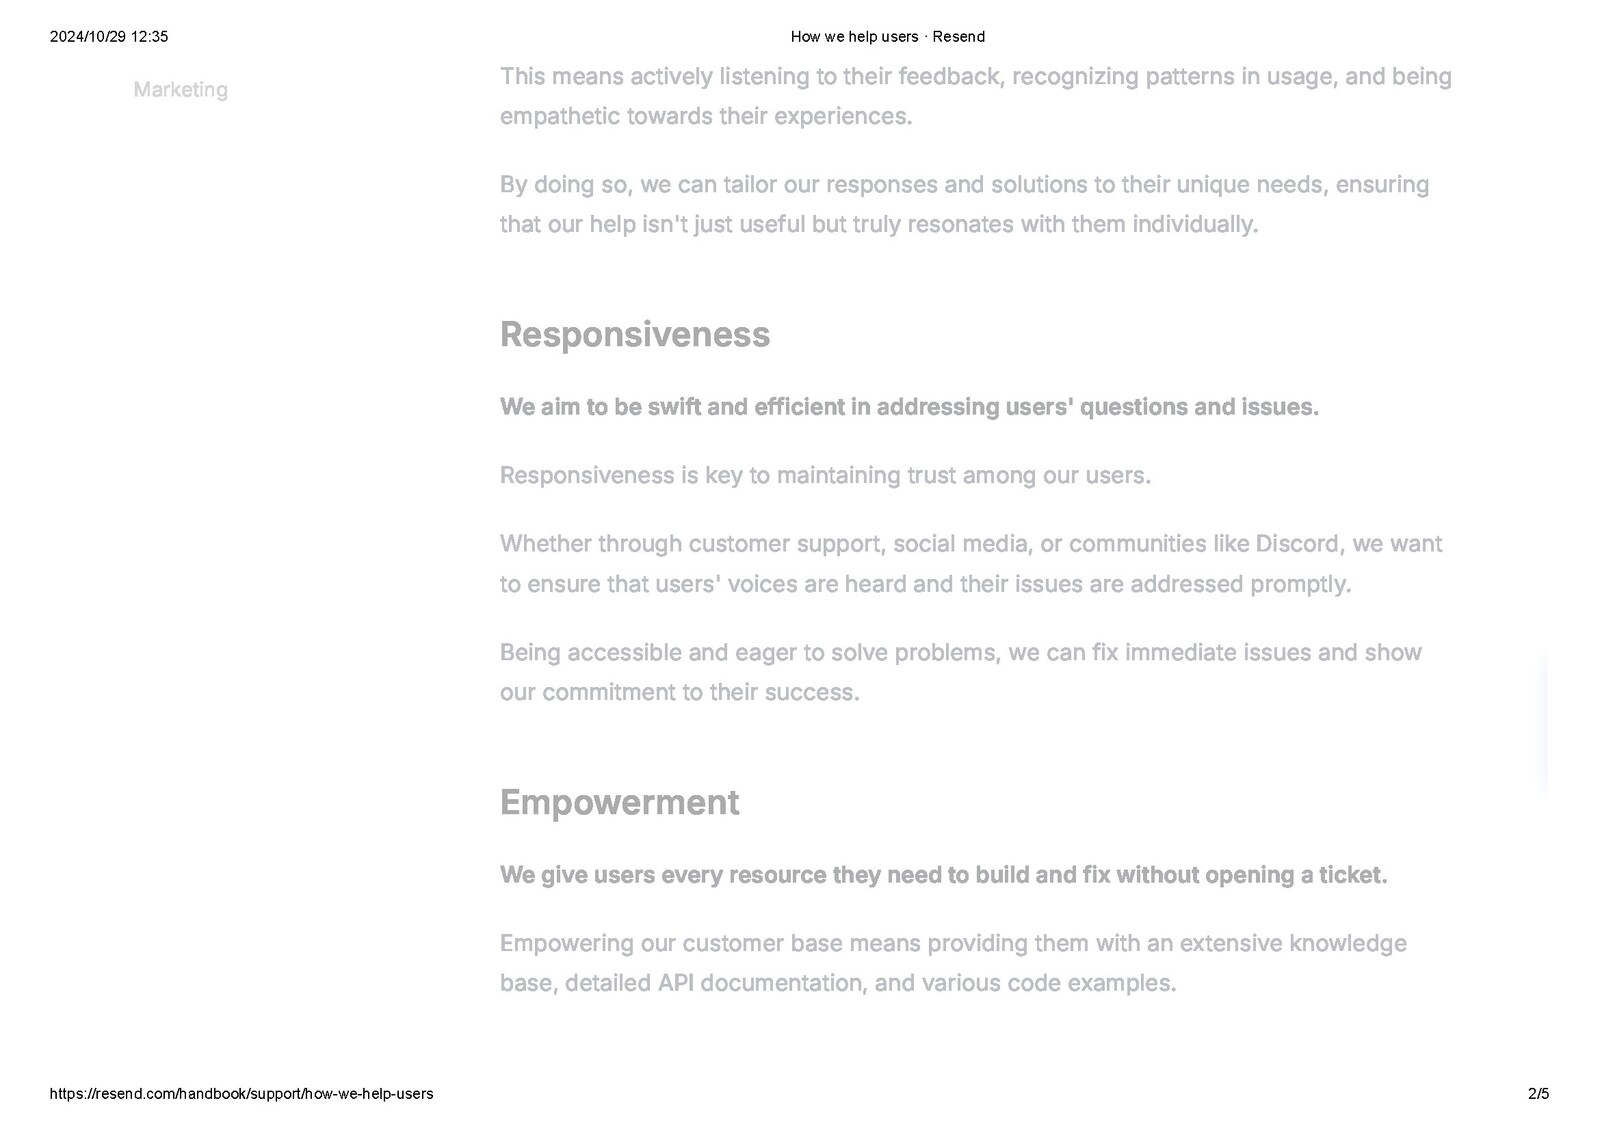 2024/10/29 12:35
How we help users · Resend
Marketing
This means actively listening to their feedback, recognizing patterns in usage, and being
empathetic towards their experiences.
By doing so, we can tailor our responses and solutions to their unique needs, ensuring
that our help isn't just useful but truly resonates with them individually.
Responsiveness
We aim to be swift and efficient in addressing users' questions and issues.
Responsiveness is key to maintaining trust among our users.
Whether through customer support, social media, or communities like Discord, we want
to ensure that users' voices are heard and their issues are addressed promptly.
Being accessible and eager to solve problems, we can fix immediate issues and show
our commitment to their success.
Empowerment
We give users every resource they need to build and fix without opening a ticket.
Empowering our customer base means providing them with an extensive knowledge
base, detailed API documentation, and various code examples.
https://resend.com/handbook/support/how-we-help-users
2/5